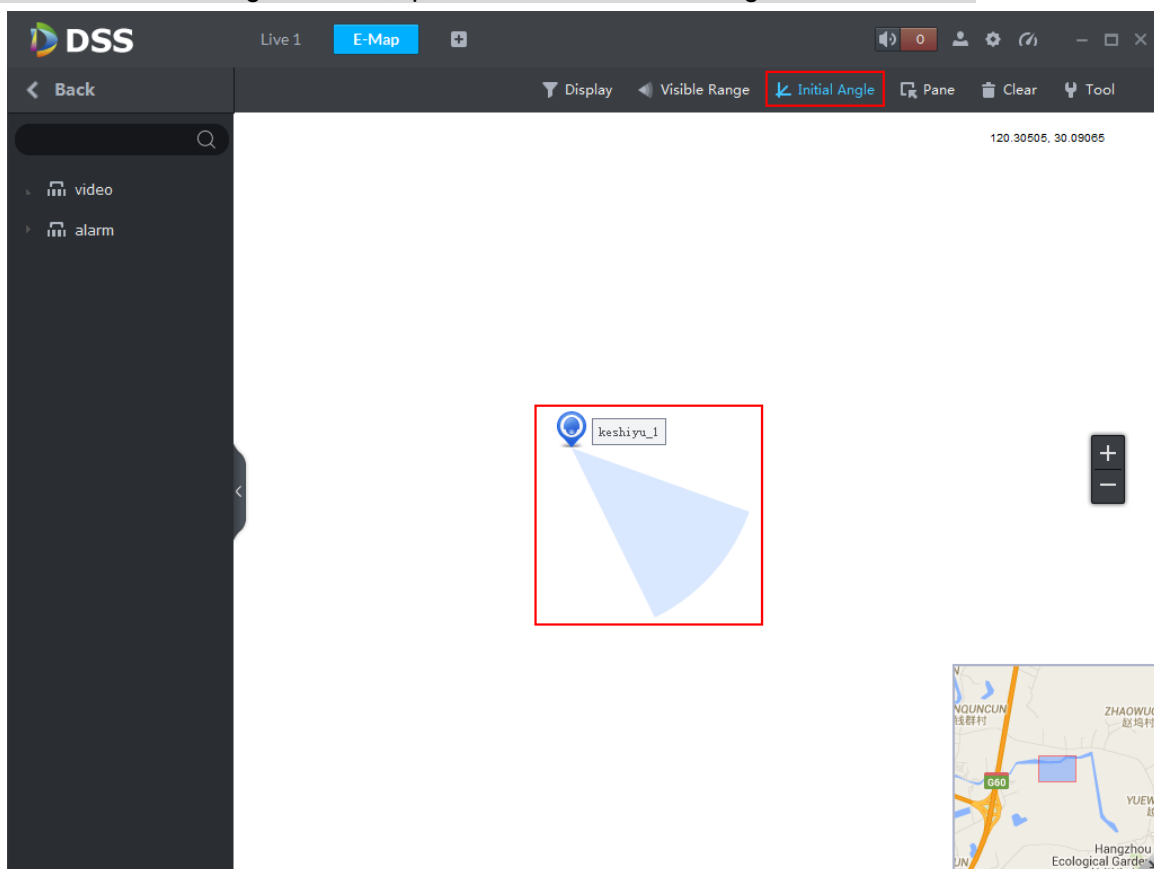 DSS
Live 1
E-Map
0
Back
Display
Visible Range
Initial Angle
Pane
Clear
Tool
120.30505, 30.09065
video
alarm
keshiyu_1
NQUNCUN
钱群村
ZHAOWU
赵坞村
G60
YUEW
Hangzhou
Ecological Garde
UN